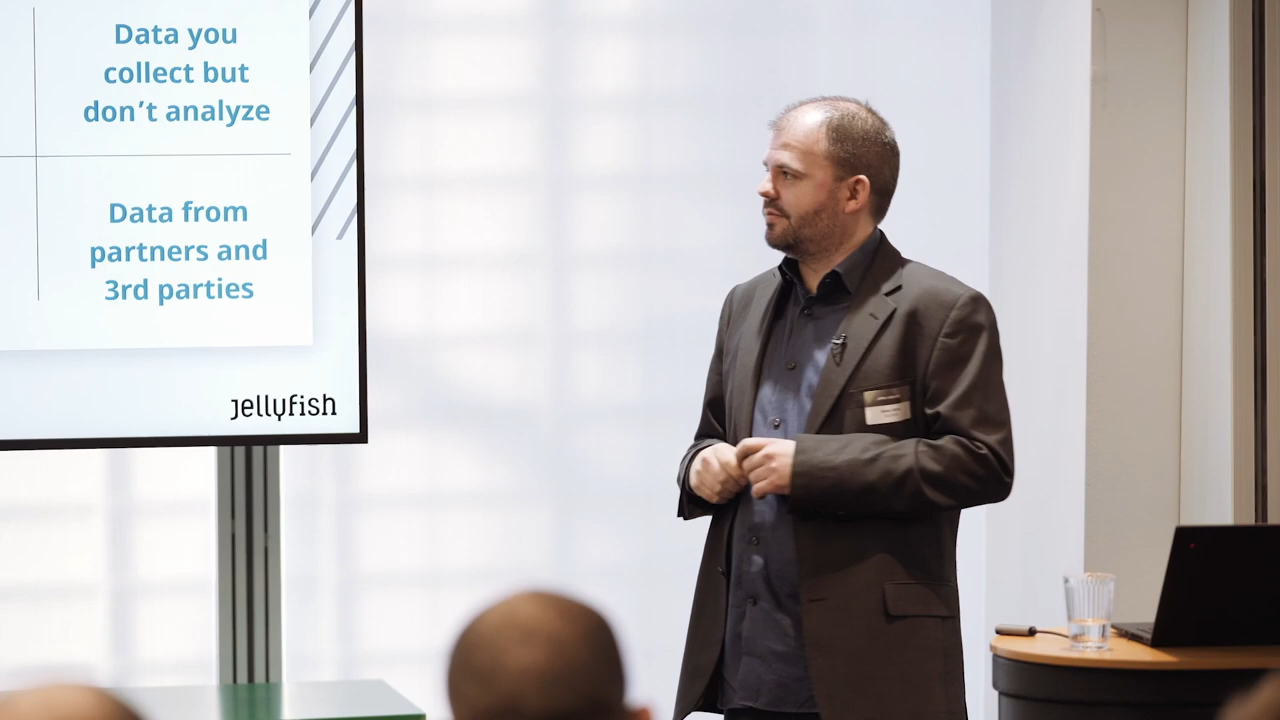 Data you
collect but
don't analyze
Data from
partners and
3rd parties
jellyfish